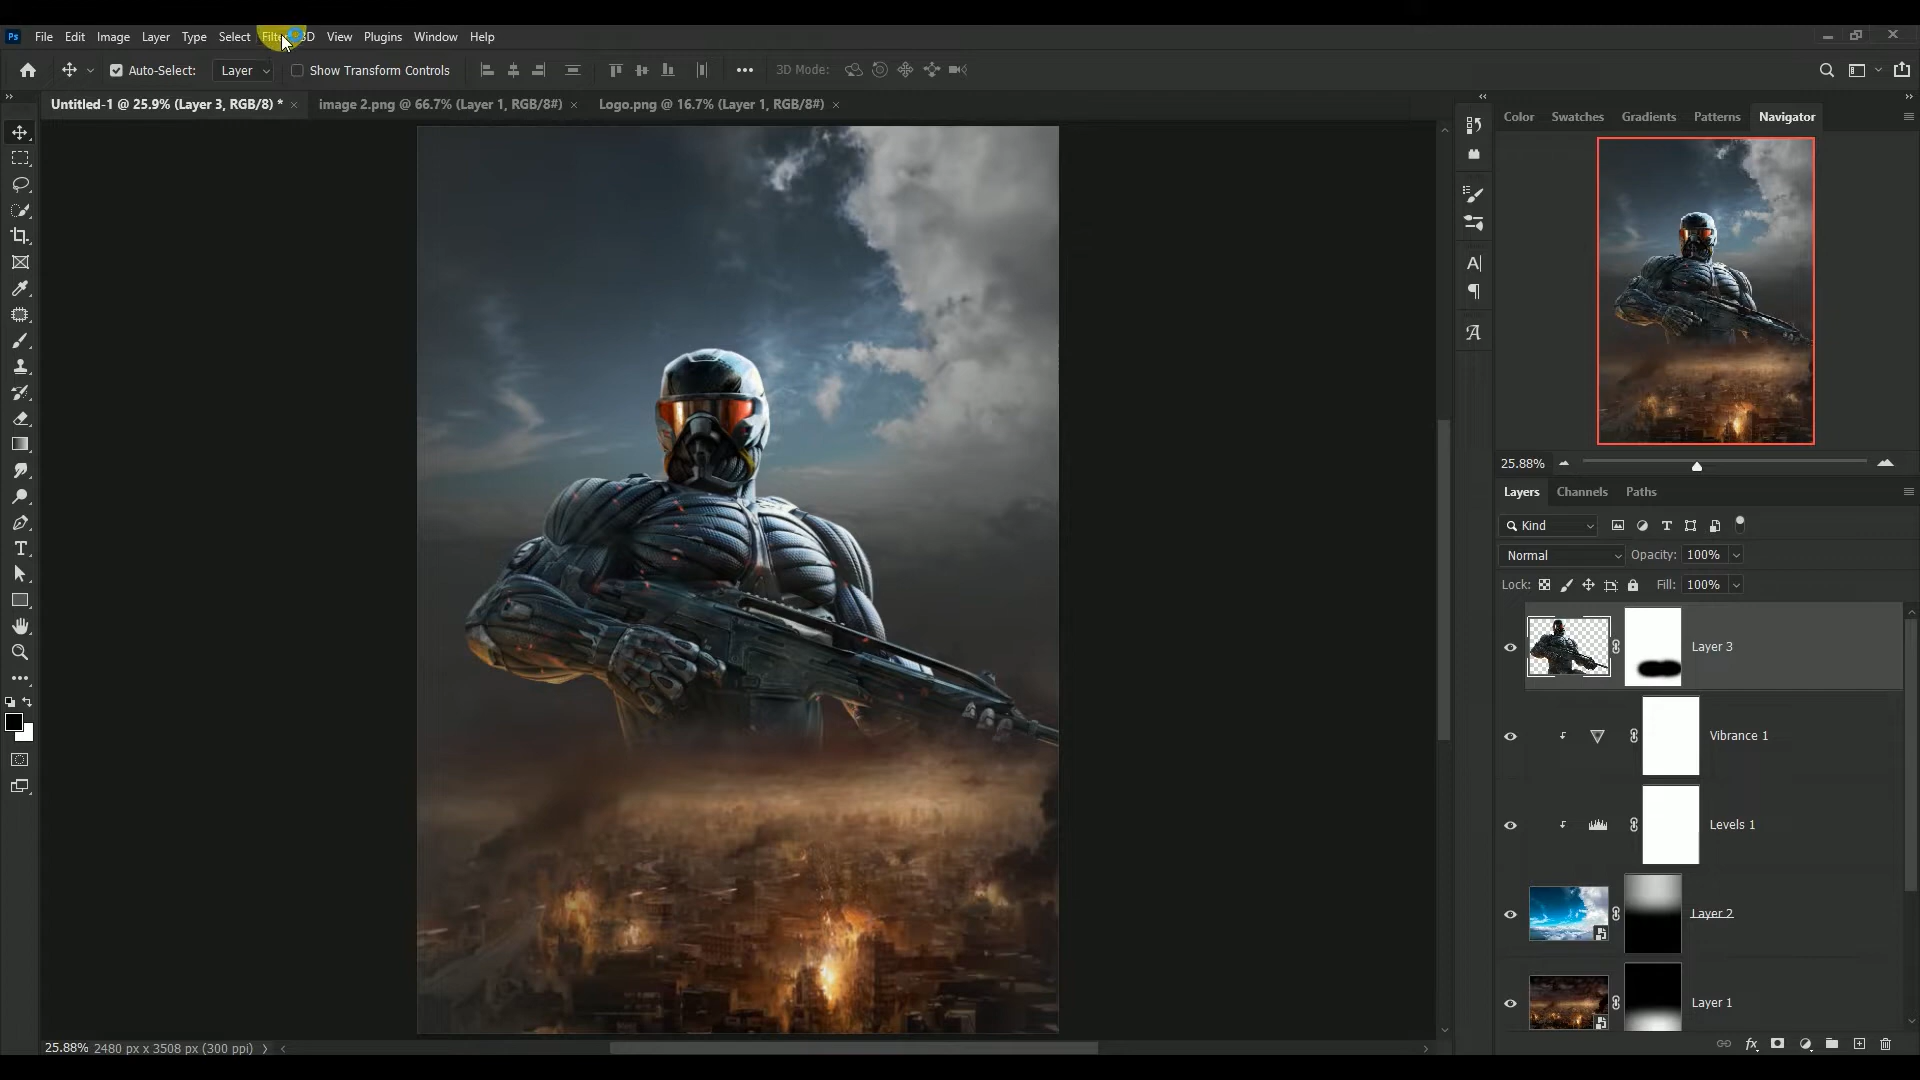 Ps File Edit Image Layer Type Select Filter 3D View Plugins Window Help
Auto-Select: Layer Show Transform Controls 3D Mode:
Untitled-1 @ 25.9% (Layer 3, RGB/8) * × image 2.png @ 66.7% (Layer 1, RGB/8#) × Logo.png @ 16.7% (Layer 1, RGB/8#) ×
Color Swatches Gradients Patterns Navigator
25.88%
Layers Channels Paths
Kind
Normal Opacity: 100%
Lock: Fill: 100%
Layer 3
Vibrance 1
Levels 1
Layer 2
Layer 1
25.88% 2480 px x 3508 px (300 ppi)